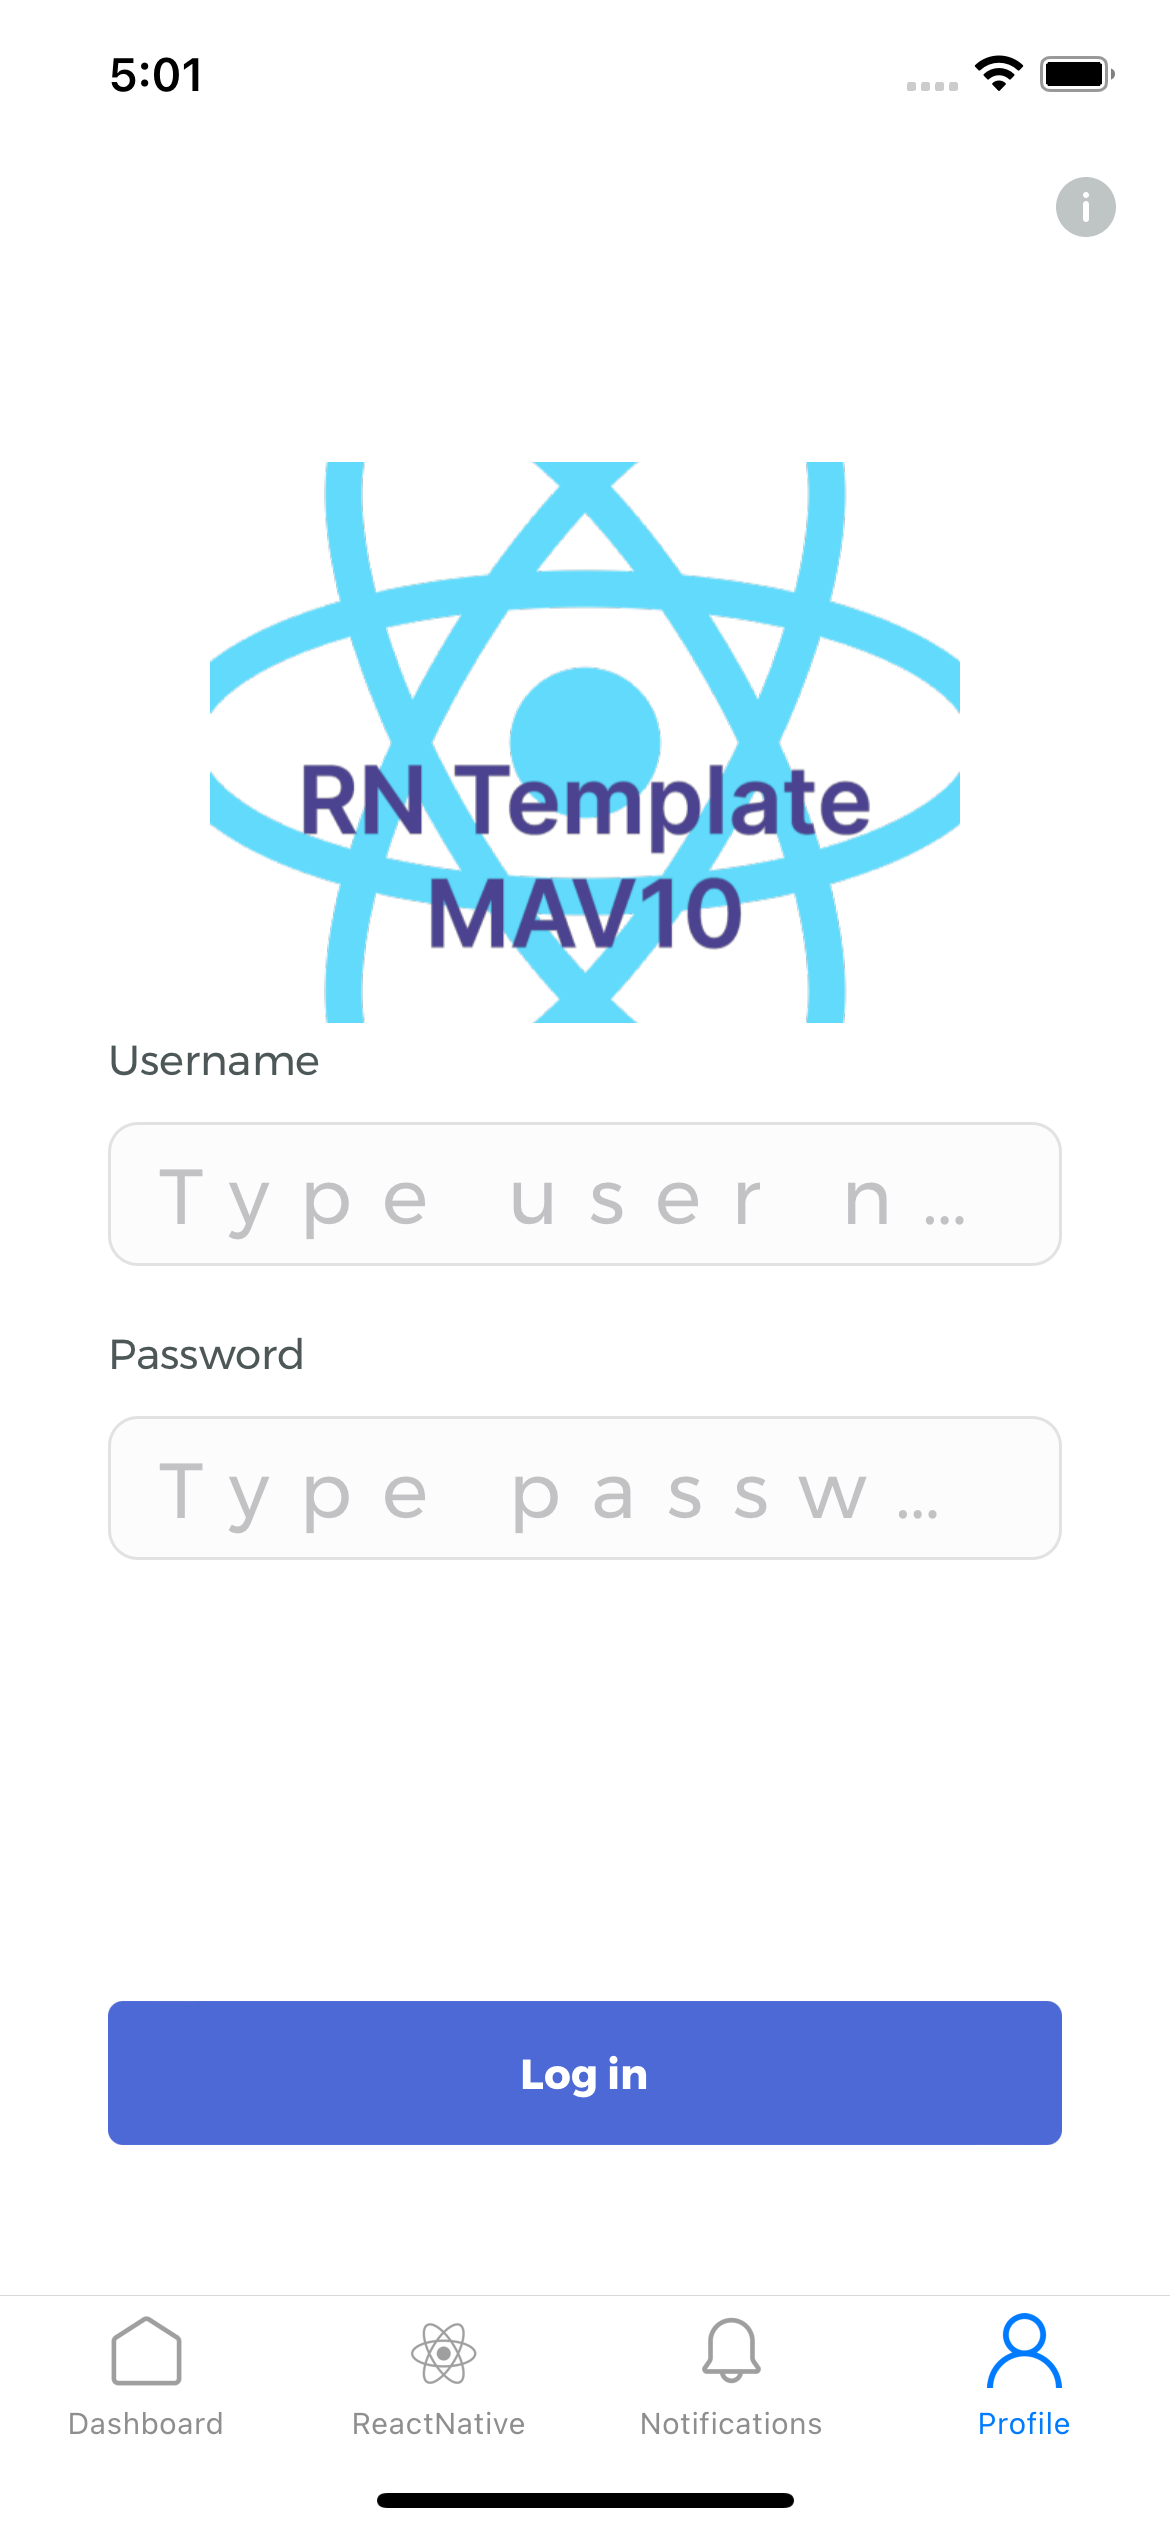 5:01
RN Template
MAV10
Username
Type user n...
Password
Type passw...
Log in
Dashboard
ReactNative
Notifications
Profile